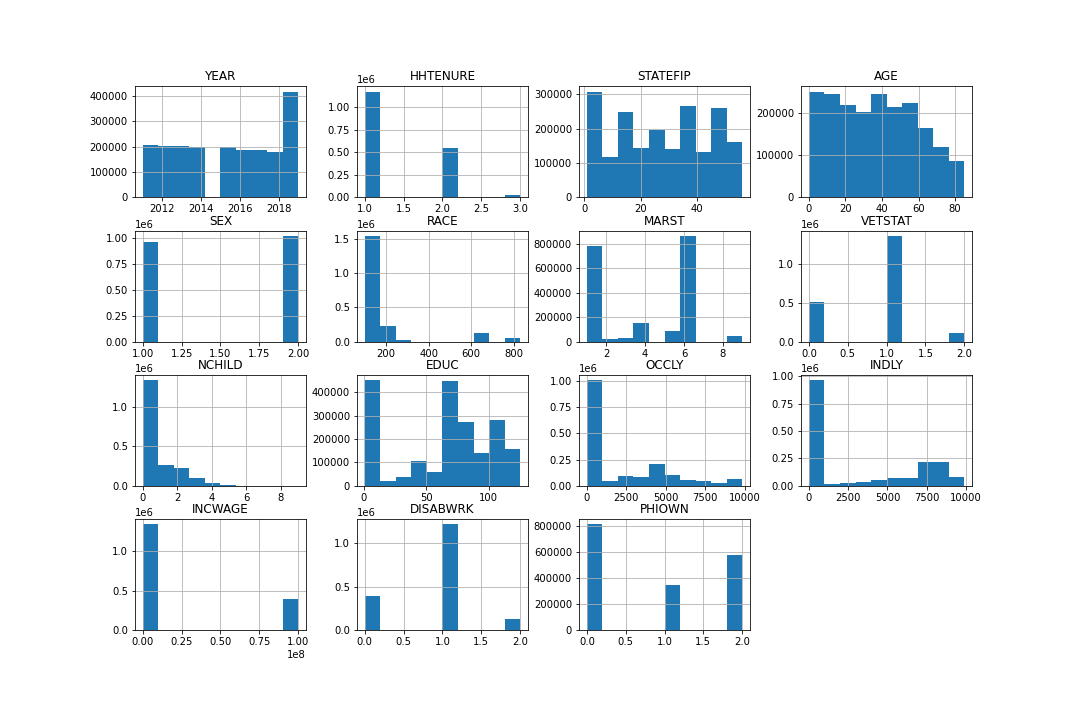 YEAR HHTENURE STATEFIP AGE
1e6
400000 300000 200000 100000 0
1.00 0.75 0.50 0.25 0.00
300000 200000 100000 0
200000 100000 0
2012 2014 2016 2018
1.0 1.5 2.0 2.5 3.0
0 20 40
0 20 40 60 80
SEX RACE MARST VETSTAT
1e6 1e6 1e6
1.00 0.75 0.50 0.25 0.00
1.5 1.0 0.5 0.0
800000 600000 400000 200000 0
1.0 0.5 0.0
1.00 1.25 1.50 1.75 2.00
200 400 600 800
2 4 6 8
0.0 0.5 1.0 1.5 2.0
NCHILD EDUC OCCLY INDLY
1e6 1e6 1e6
1.0 0.5 0.0
400000 300000 200000 100000 0
1.00 0.75 0.50 0.25 0.00
1.00 0.75 0.50 0.25 0.00
0 2 4 6 8
0 50 100
0 2500 5000 7500 10000
0 2500 5000 7500 10000
INCWAGE DISABWRK PHIOWN
1e6 1e6
1.0 0.5 0.0
1.0 0.5 0.0
800000 600000 400000 200000 0
0.00 0.25 0.50 0.75 1.00
0.0 0.5 1.0 1.5 2.0
0.0 0.5 1.0 1.5 2.0
1e8